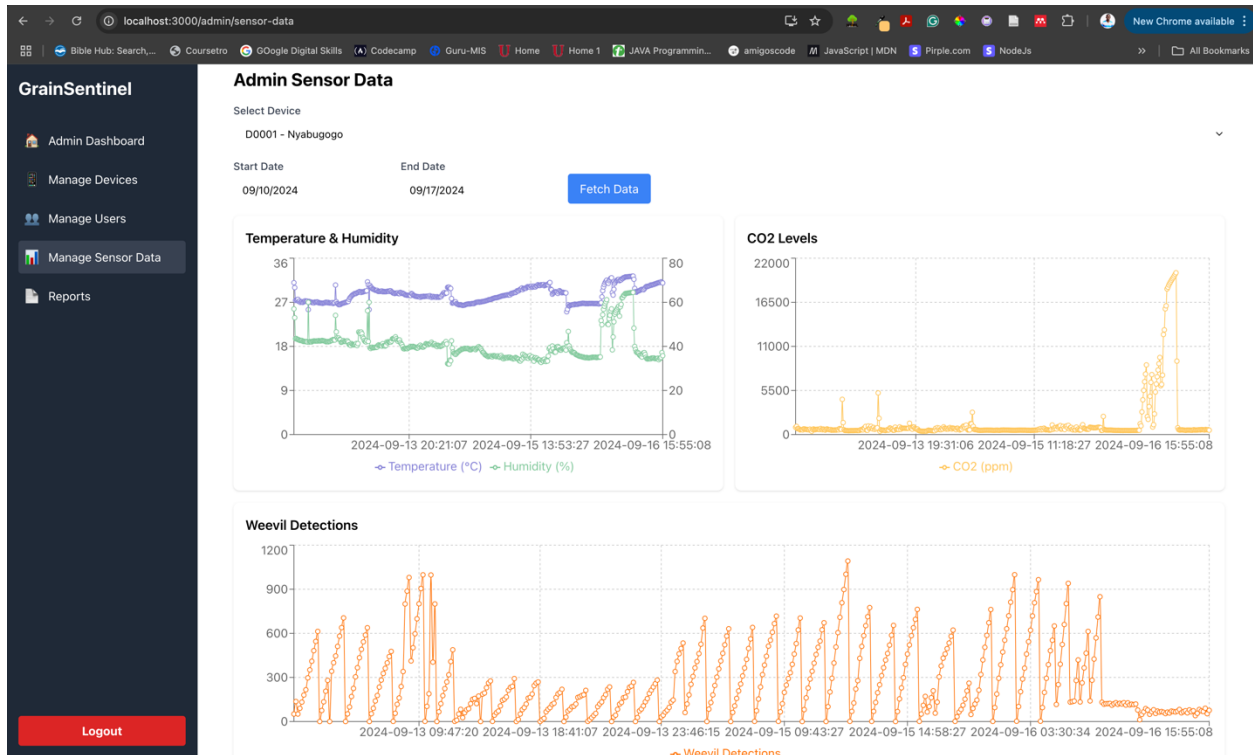 localhost:3000/admin/sensor-data
New Chrome available
Bible Hub: Search,...
Coursetro
GOogle Digital Skills
Codecamp
Guru-MIS
Home
Home 1
JAVA Programmin...
amigoscode
JavaScript | MDN
Pirple.com
NodeJs
»
All Bookmarks
GrainSentinel
Admin Dashboard
Manage Devices
Manage Users
Manage Sensor Data
Reports
Logout
Admin Sensor Data
Select Device
D0001 - Nyabugogo
Start Date
End Date
09/10/2024
09/17/2024
Fetch Data
Temperature & Humidity
36
27
18
9
0
80
60
40
20
0
2024-09-13 20:21:07 2024-09-15 13:53:27 2024-09-16 15:55:08
Temperature (°C) Humidity (%)
CO2 Levels
22000
16500
11000
5500
0
2024-09-13 19:31:06 2024-09-15 11:18:27 2024-09-16 15:55:08
CO2 (ppm)
Weevil Detections
1200
900
600
300
0
2024-09-13 09:47:20 2024-09-13 18:41:07 2024-09-13 23:46:15 2024-09-15 09:43:27 2024-09-15 14:58:27 2024-09-16 03:30:34 2024-09-16 15:55:08
Weevil Detections